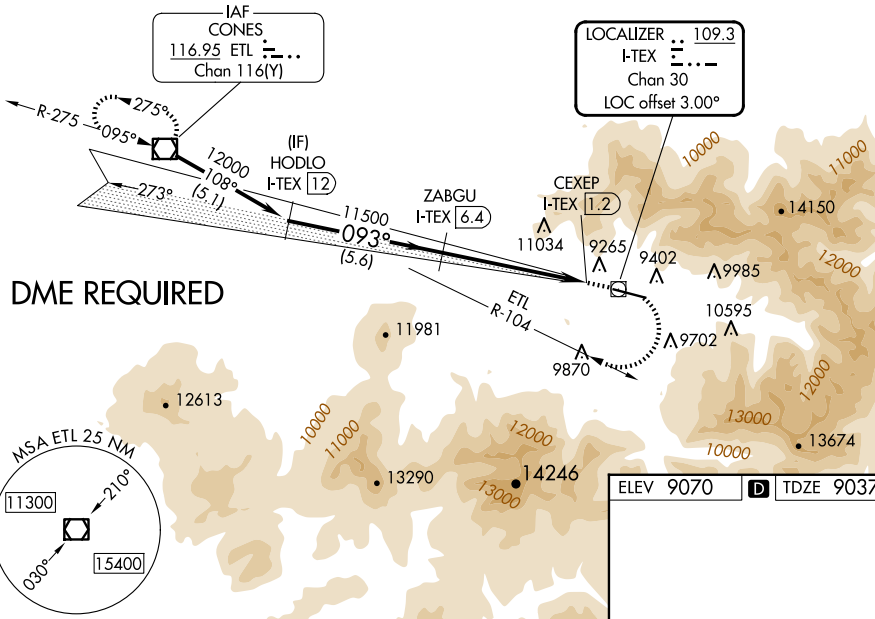 IAF
CONES
116.95 ETL
Chan 116(Y)
LOCALIZER 109.3
I-TEX
Chan 30
LOC offset 3.00°
R-275
275°
095°
12000
108°
(5.1)
(IF)
HODLO
I-TEX 12
273°
11500
093°
(5.6)
ZABGU
I-TEX 6.4
CEXEP
I-TEX 1.2
11034
9265
9402
9985
10595
9702
9870
ETL
R-104
10000
11000
14150
12000
DME REQUIRED
11981
12613
10000
11000
13290
12000
13000
14246
12000
13000
10000
13674
MSA ETL 25 NM
11300
210°
030°
15400
ELEV 9070 D TDZE 9037